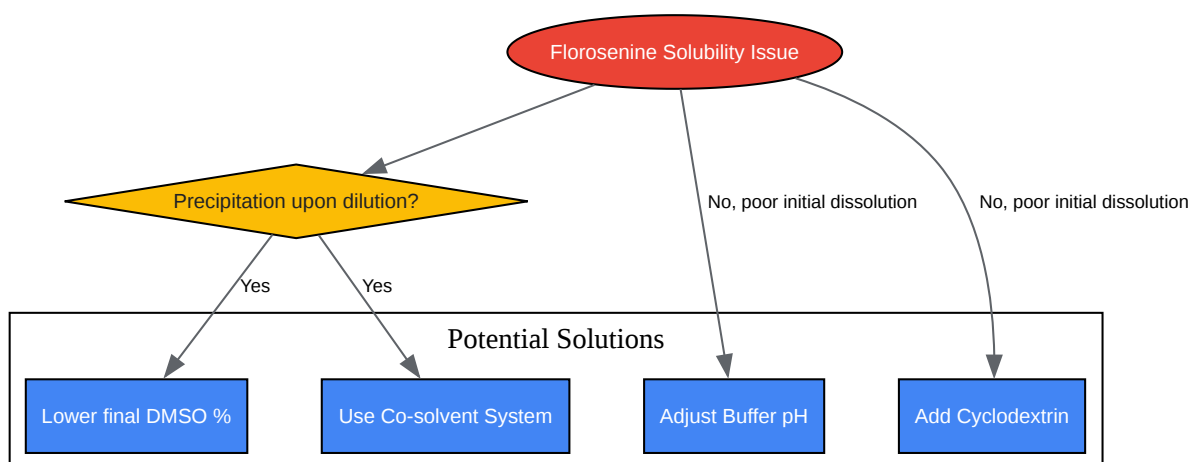 Florosenine Solubility Issue
Precipitation upon dilution?
No, poor initial dissolution
No, poor initial dissolution
Yes
Yes
Potential Solutions
Lower final DMSO %
Use Co-solvent System
Adjust Buffer pH
Add Cyclodextrin